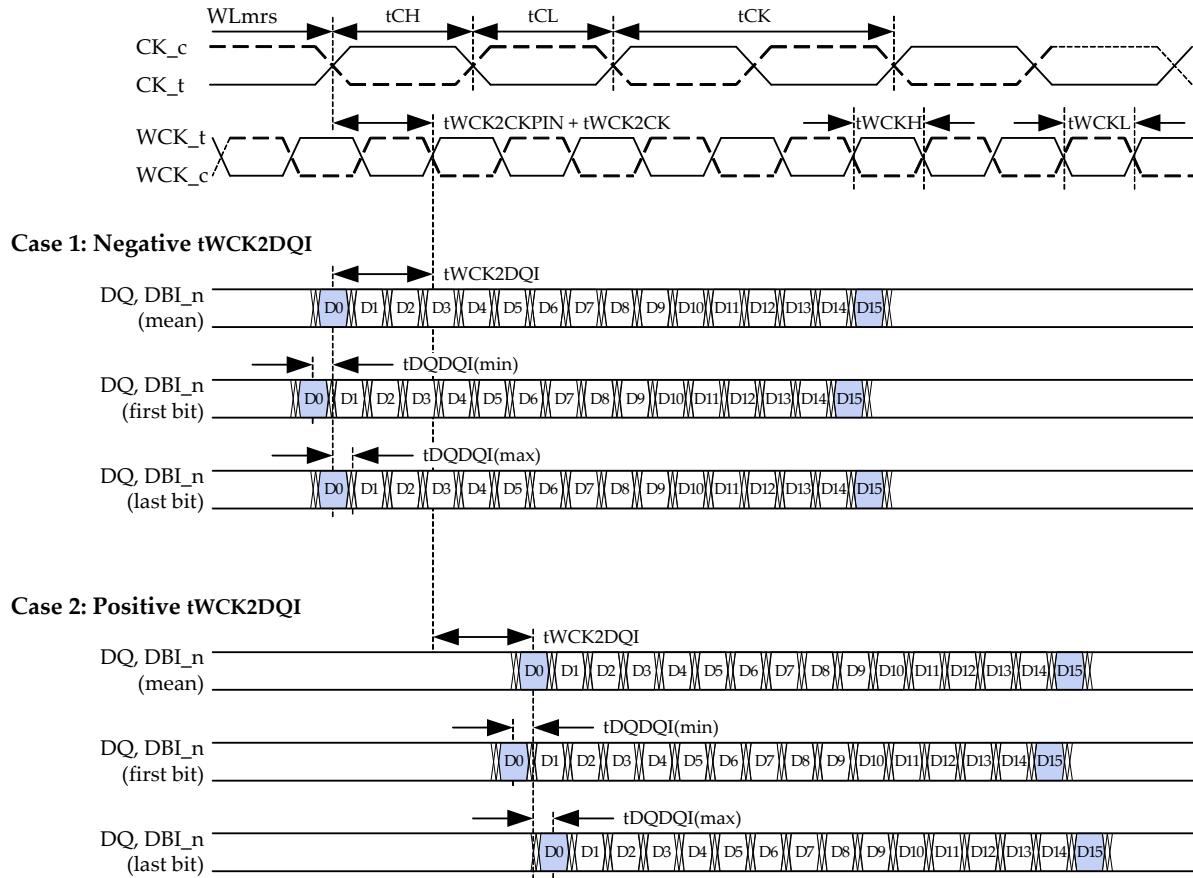 WLmrs tCH tCL tCK
CK_c
CK_t
tWCK2CKPIN + tWCK2CK tWCKH tWCKL
WCK_t
WCK_c
Case 1: Negative tWCK2DQI
tWCK2DQI
DQ, DBI_n
(mean)
D0 D1 D2 D3 D4 D5 D6 D7 D8 D9 D10 D11 D12 D13 D14 D15
tDQDQI(min)
DQ, DBI_n
(first bit)
D0 D1 D2 D3 D4 D5 D6 D7 D8 D9 D10 D11 D12 D13 D14 D15
tDQDQI(max)
DQ, DBI_n
(last bit)
D0 D1 D2 D3 D4 D5 D6 D7 D8 D9 D10 D11 D12 D13 D14 D15
Case 2: Positive tWCK2DQI
tWCK2DQI
DQ, DBI_n
(mean)
D0 D1 D2 D3 D4 D5 D6 D7 D8 D9 D10 D11 D12 D13 D14 D15
tDQDQI(min)
DQ, DBI_n
(first bit)
D0 D1 D2 D3 D4 D5 D6 D7 D8 D9 D10 D11 D12 D13 D14 D15
tDQDQI(max)
DQ, DBI_n
(last bit)
D0 D1 D2 D3 D4 D5 D6 D7 D8 D9 D10 D11 D12 D13 D14 D15